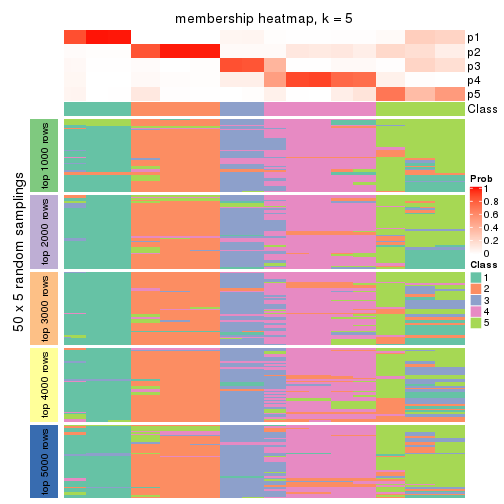 membership heatmap, k = 5
p1
p2
p3
p4
p5
Class
50 x 5 random samplings
top 1000 rows
top 2000 rows
top 3000 rows
top 4000 rows
top 5000 rows
Prob
1
0.8
0.6
0.4
0.2
0
Class
1
2
3
4
5